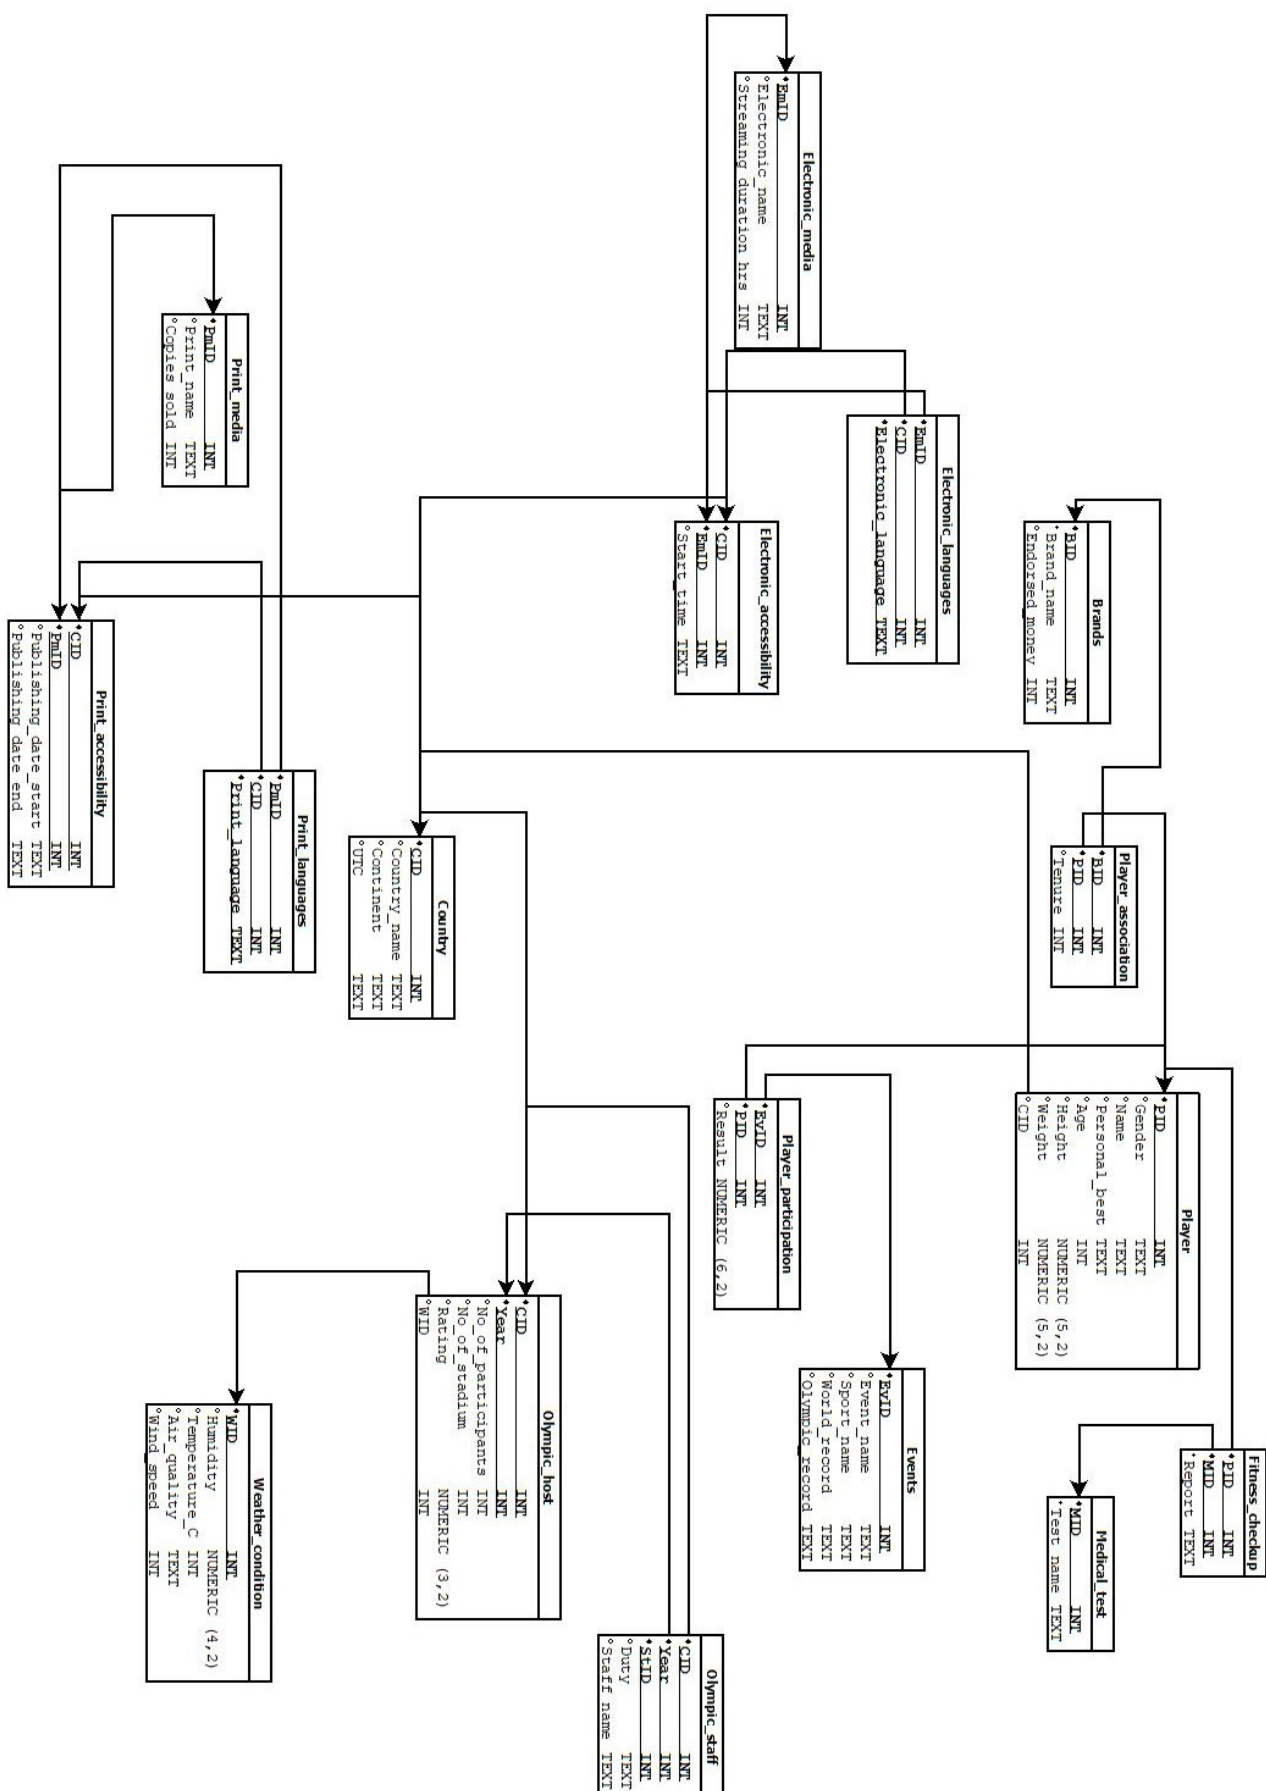 Electronic_media
EmID INT
Electronic_name TEXT
Streaming_duration_hrs INT
Electronic_languages
EmID INT
CID INT
Electronic_language TEXT
Brands
BID INT
Brand_name TEXT
Endorsed_money INT
Print_media
PmID INT
Print_name TEXT
Copies_sold INT
Electronic_accessibility
CID INT
EmID INT
Start_time TEXT
Print_accessibility
CID INT
PmID INT
Publishing_date_start TEXT
Publishing_date_end TEXT
Print_languages
PmID INT
CID INT
Print_language TEXT
Country
CID INT
Country_name TEXT
Continent TEXT
UTC TEXT
Player_association
BID INT
PID INT
Tenure INT
Player
PID INT
Gender TEXT
Name TEXT
Personal_best TEXT
Age INT
Height NUMERIC (5,2)
Weight NUMERIC (5,2)
CID INT
Player_participation
EvID INT
PID INT
Result NUMERIC (6,2)
Events
EvID INT
Event_name TEXT
Sport_name TEXT
World_record TEXT
Olympic_record TEXT
Fitness_checkup
PID INT
MID INT
Report TEXT
Medical_test
MID INT
Test_name TEXT
Olympic_host
CID INT
Year INT
No_of_participants INT
No_of_stadium INT
Rating NUMERIC (3,2)
WID INT
Weather_condition
WID INT
Humidity NUMERIC (4,2)
Temperature_C INT
Air_quality TEXT
Wind_speed INT
Olympic_staff
CID INT
Year INT
StID INT
Duty TEXT
Staff_name TEXT